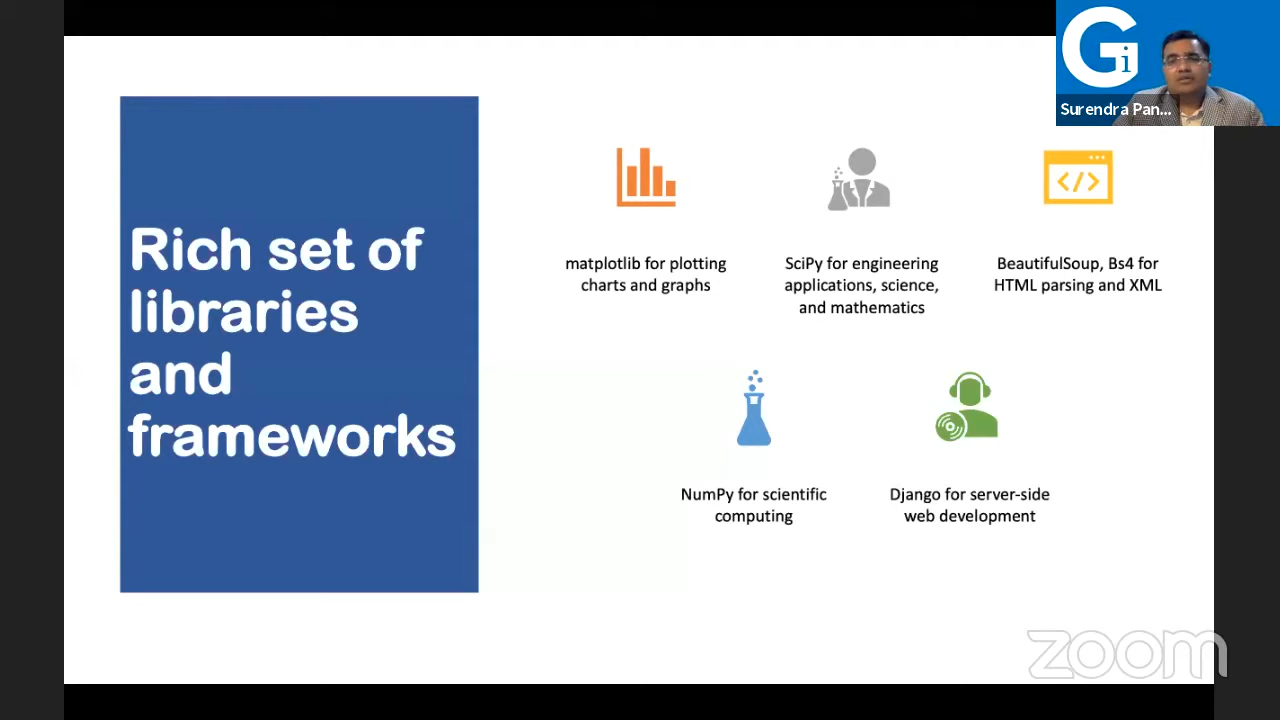 Gi
Surendra Pan...
Rich set of
libraries
and
frameworks
matplotlib for plotting
charts and graphs
SciPy for engineering
applications, science,
and mathematics
</>
BeautifulSoup, Bs4 for
HTML parsing and XML
NumPy for scientific
computing
Django for server-side
web development
zoom